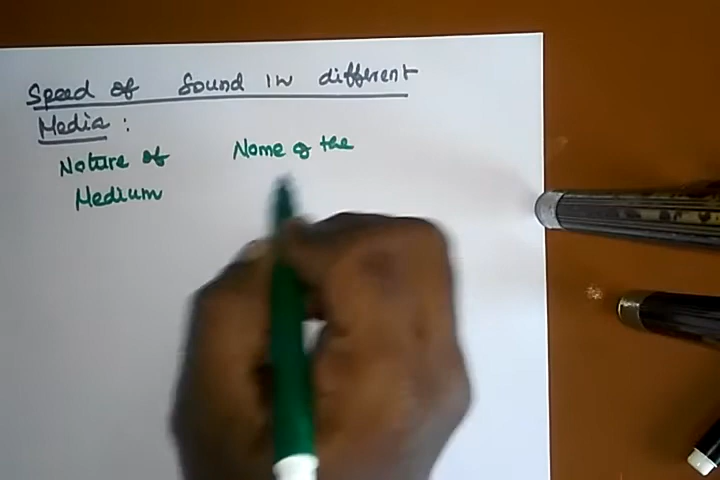 Speed of Sound in different
Media :
Nature of Name of the
Medium